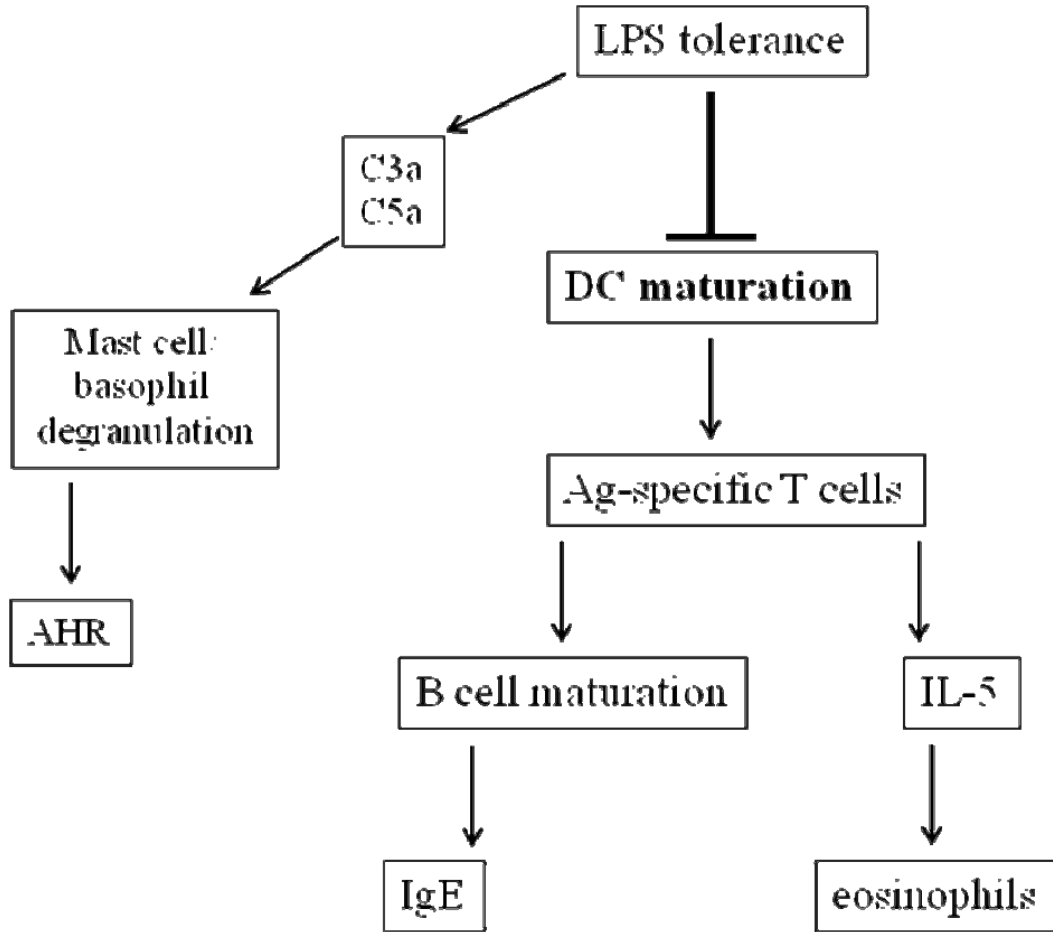 LPS tolerance
C3a
C5a
DC maturation
Mast cell
basophil
degranulation
Ag-specific T cells
AHR
B cell maturation
IL-5
IgE
eosinophils